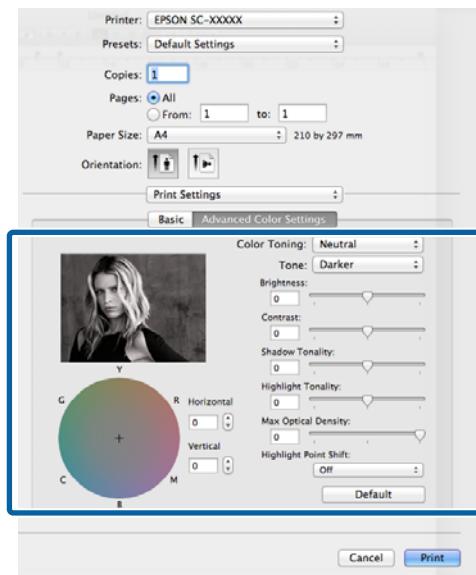 Printer: EPSON SC-XXXXX
Presets: Default Settings
Copies: 1
Pages: All
From: 1 to: 1
Paper Size: A4 210 by 297 mm
Orientation:
Print Settings
Basic Advanced Color Settings
Color Toning: Neutral
Tone: Darker
Brightness:
0
Contrast:
0
Shadow Tonality:
0
Highlight Tonality:
0
Max Optical Density:
0
Highlight Point Shift:
Off
Default
Y
G R
C M
B
Horizontal
0
Vertical
0
Cancel Print